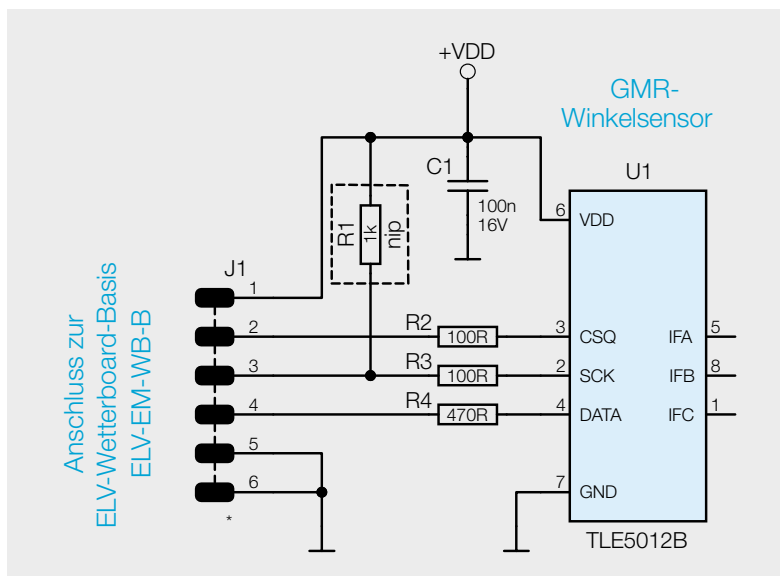 +VDD
GMR-
Winkelsensor
C1
100n
16V
U1
R1
1k
nip
6
VDD
J1
Anschluss zur
ELV-Wetterboard-Basis
ELV-EM-WB-B
1
2
R2
100R
3
CSQ
IFA
5
3
R3
100R
2
SCK
IFB
8
4
R4
470R
4
DATA
IFC
1
5
6
*
7
GND
TLE5012B